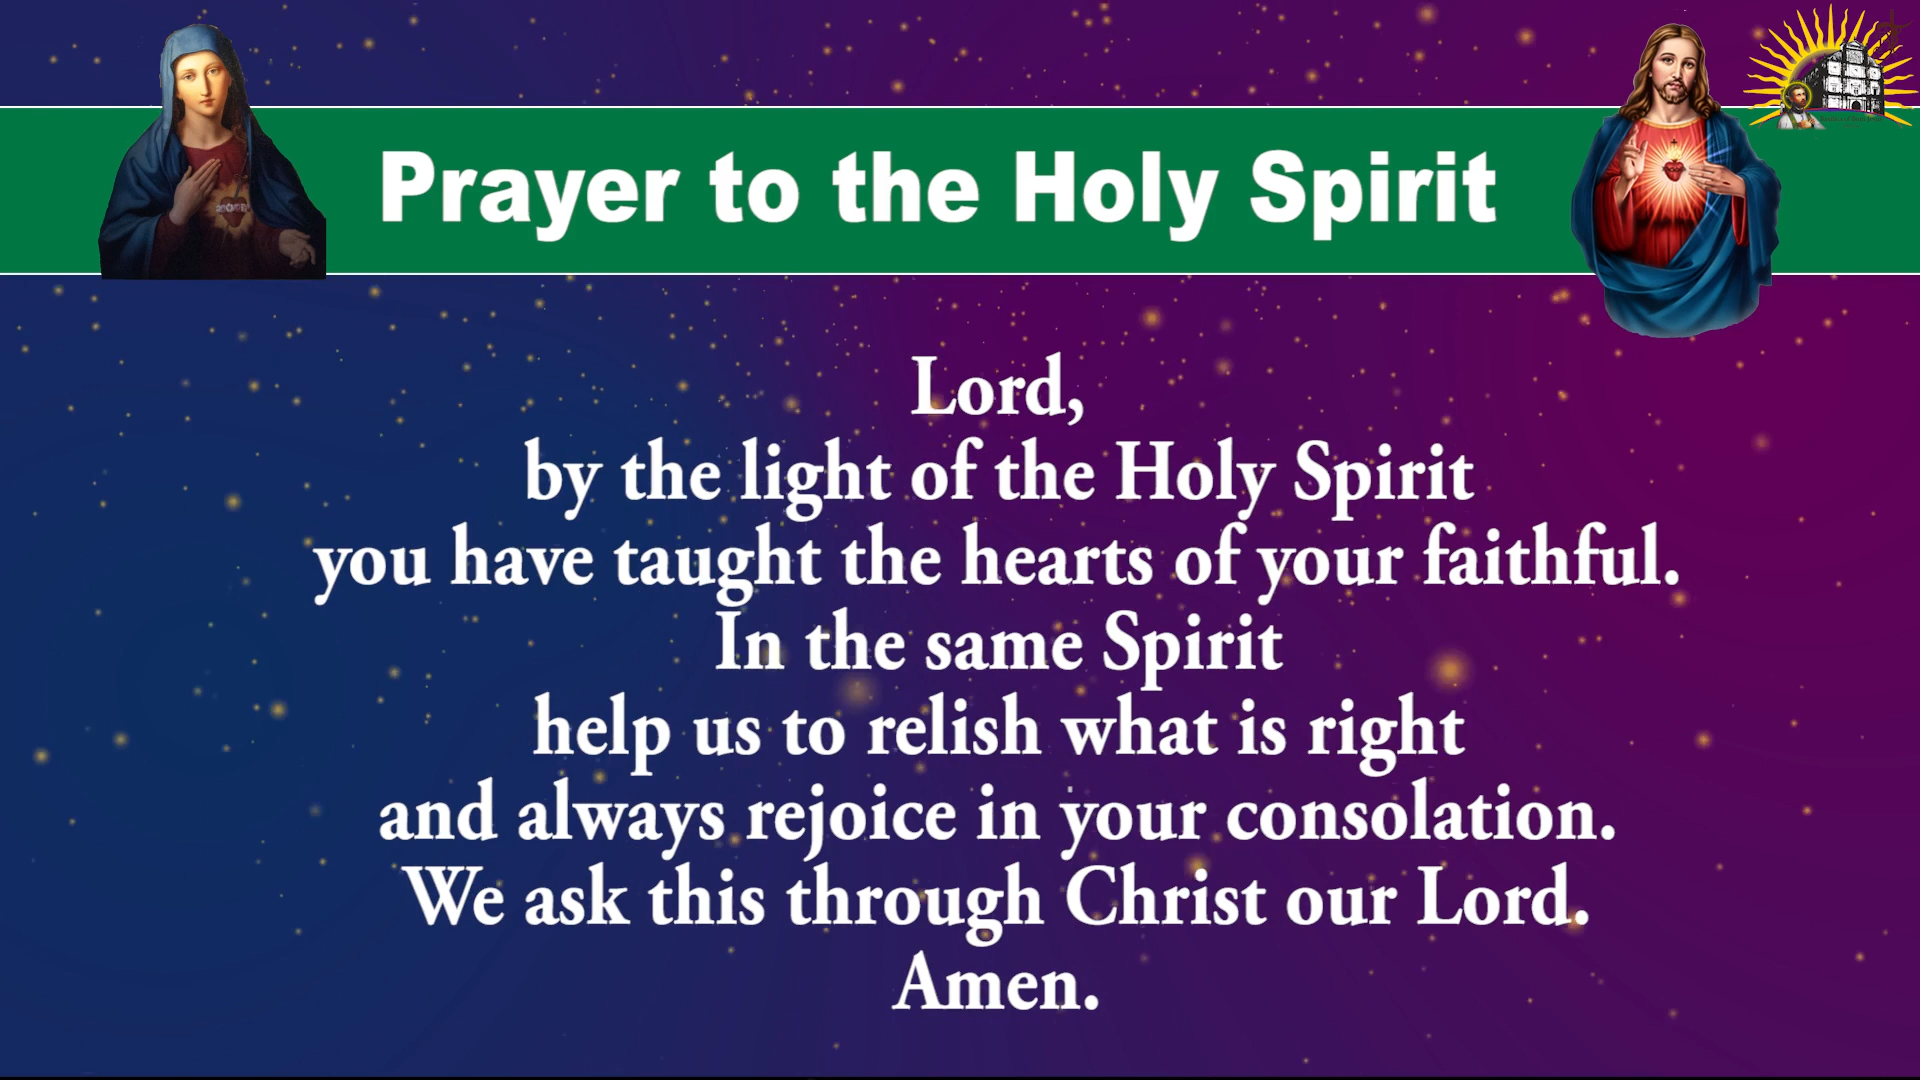 Prayer to the Holy Spirit
Lord,
by the light of the Holy Spirit
you have taught the hearts of your faithful.
In the same Spirit
help us to relish what is right
and always rejoice in your consolation.
We ask this through Christ our Lord.
Amen.